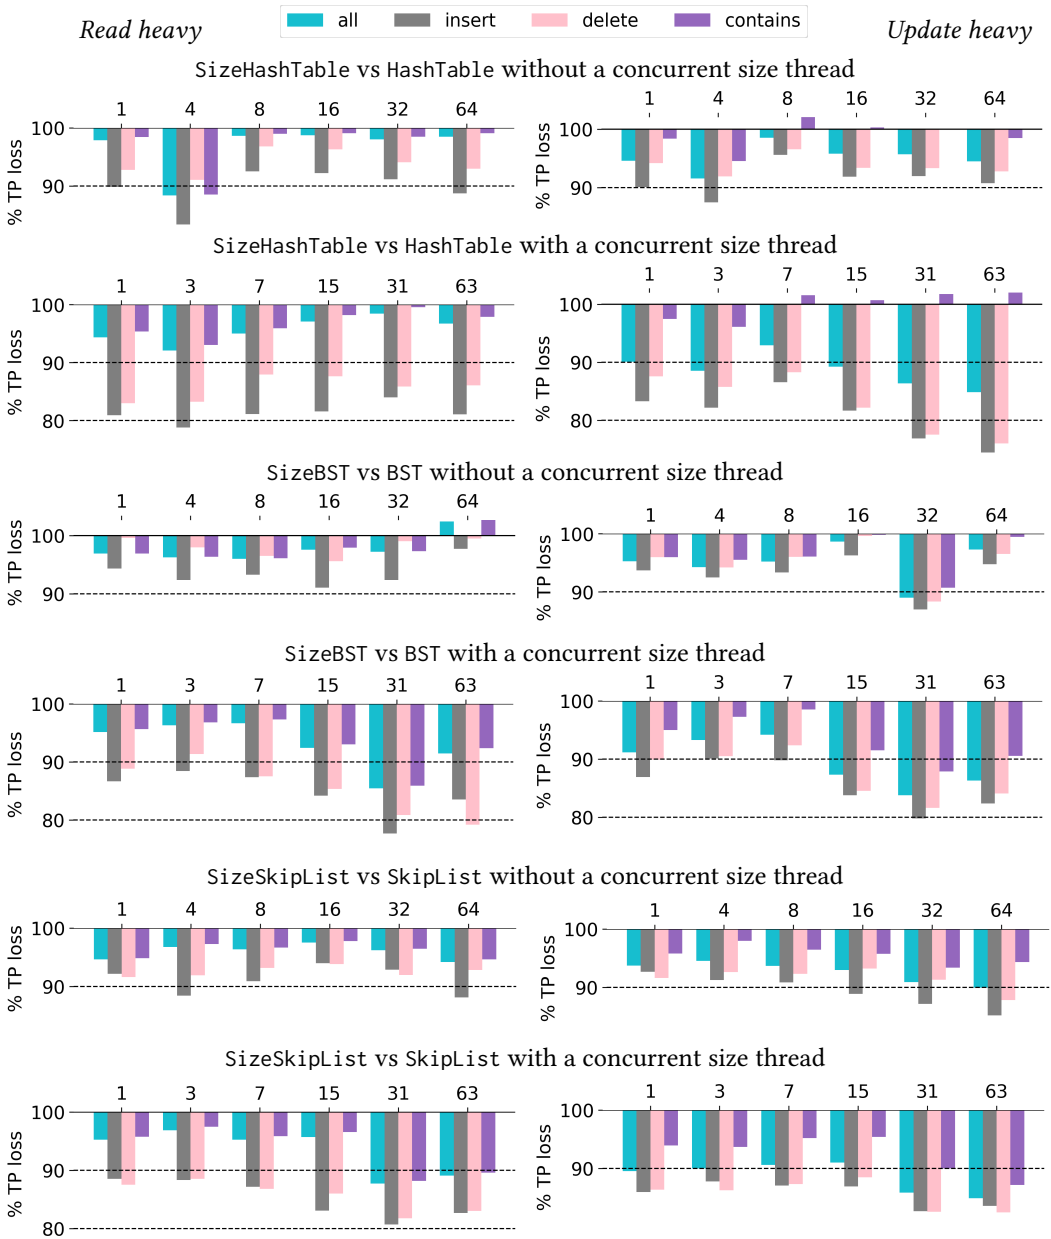 Read heavy
all insert delete contains
Update heavy
SizeHashTable vs HashTable without a concurrent size thread
1 4 8 16 32 64
100
90
% TP loss
1 4 8 16 32 64
100
90
% TP loss
SizeHashTable vs HashTable with a concurrent size thread
1 3 7 15 31 63
100
90
80
% TP loss
1 3 7 15 31 63
100
90
80
% TP loss
SizeBST vs BST without a concurrent size thread
1 4 8 16 32 64
100
90
% TP loss
1 4 8 16 32 64
100
90
% TP loss
SizeBST vs BST with a concurrent size thread
1 3 7 15 31 63
100
90
80
% TP loss
1 3 7 15 31 63
100
90
80
% TP loss
SizeSkipList vs SkipList without a concurrent size thread
1 4 8 16 32 64
100
90
% TP loss
1 4 8 16 32 64
100
90
% TP loss
SizeSkipList vs SkipList with a concurrent size thread
1 3 7 15 31 63
100
90
80
% TP loss
1 3 7 15 31 63
100
90
% TP loss